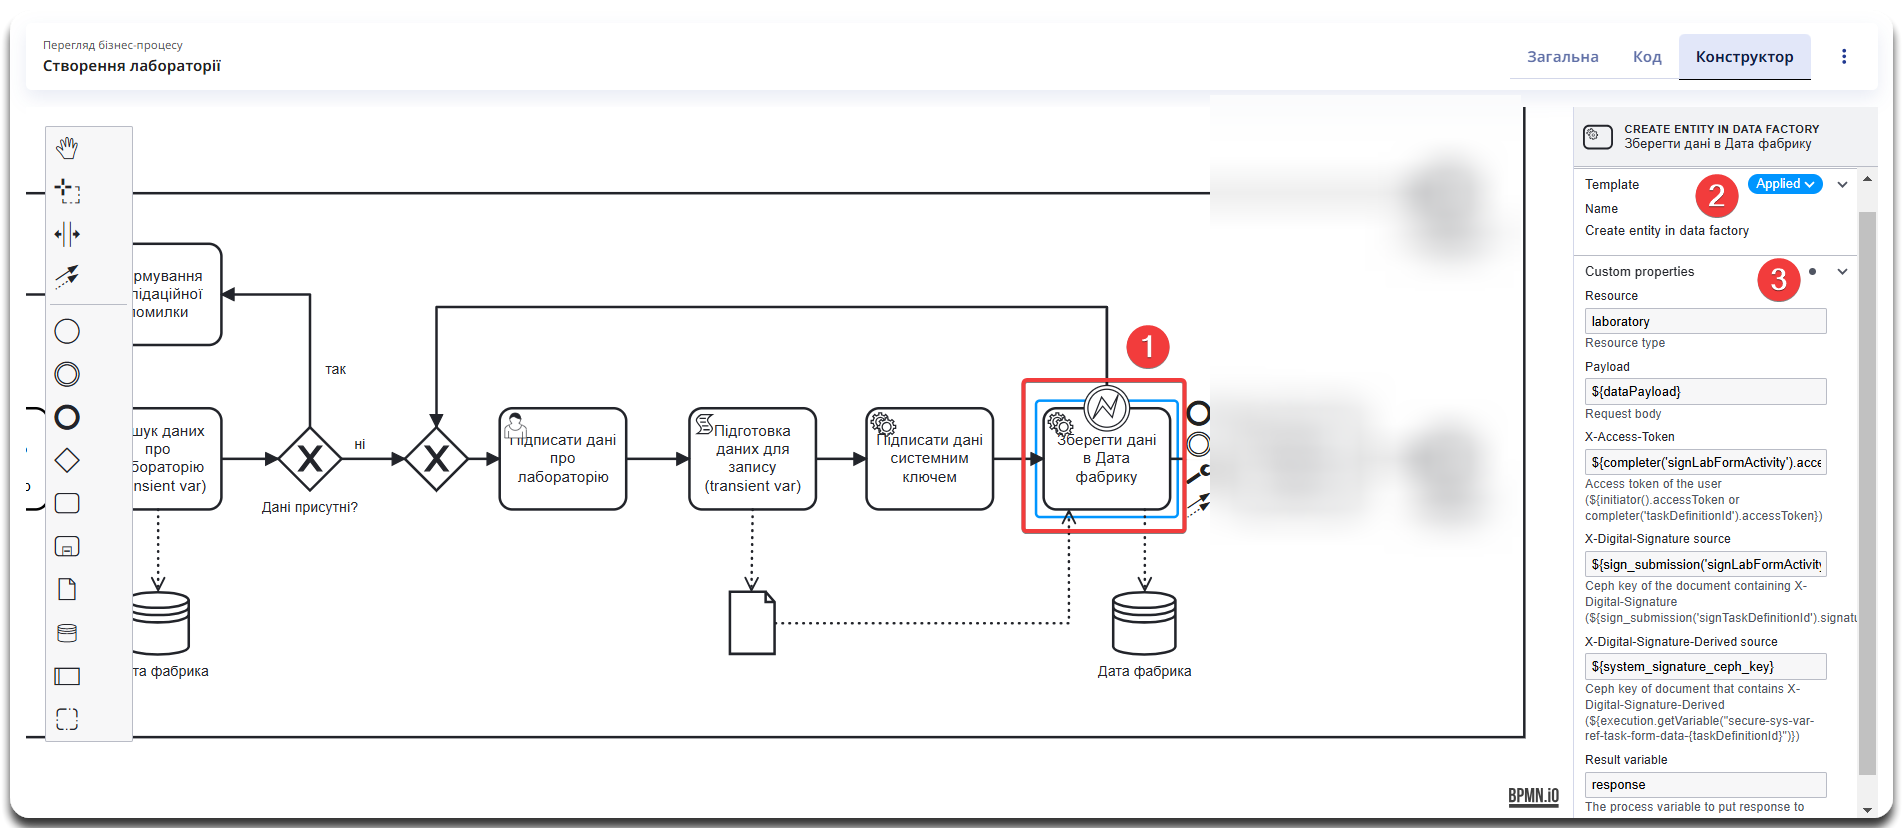 Перегляд бізнес-процесу
Створення лабораторії
Загальна
Код
Конструктор
рмування
підаційної
омилки
так
шук даних
про
бораторію
nsient var)
ні
Дані присутні?
Підписати дані
про
лабораторію
Підготовка
даних для
запису
(transient var)
Підписати дані
системним
ключем
1
Зберегти дані
в Дата
фабрику
та фабрика
Дата фабрика
BPMN.iO
CREATE ENTITY IN DATA FACTORY
Зберегти дані в Дата фабрику
Template
2
Applied
Name
Create entity in data factory
Custom properties
3
Resource
laboratory
Resource type
Payload
${dataPayload}
Request body
X-Access-Token
${completer('signLabFormActivity').acce
Access token of the user
(${initiator().accessToken or
completer('taskDefinitionId').accessToken})
X-Digital-Signature source
${sign_submission('signLabFormActivity
Ceph key of the document containing X-
Digital-Signature
(${sign_submission('signTaskDefinitionId').signatu
X-Digital-Signature-Derived source
${system_signature_ceph_key}
Ceph key of document that contains X-
Digital-Signature-Derived
(${execution.getVariable("secure-sys-var-
ref-task-form-data-{taskDefinitionId}")})
Result variable
response
The process variable to put response to